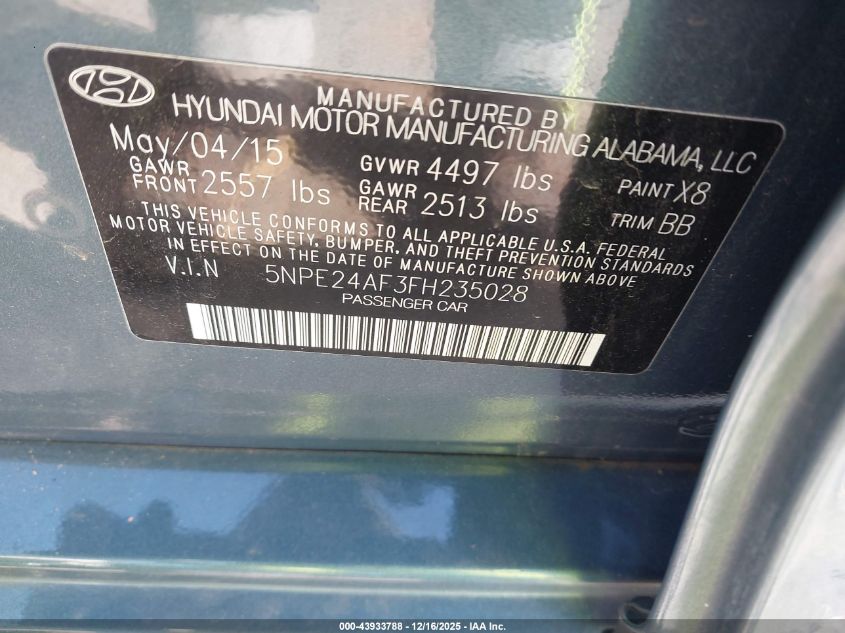 MANUFACTURED BY
HYUNDAI MOTOR MANUFACTURING ALABAMA, LLC
May/04/15 GVWR 4497 lbs PAINT X8
GAWR FRONT 2557 lbs GAWR REAR 2513 lbs TRIM BB
THIS VEHICLE CONFORMS TO ALL APPLICABLE U.S.A. FEDERAL
MOTOR VEHICLE SAFETY, BUMPER, AND THEFT PREVENTION STANDARDS
IN EFFECT ON THE DATE OF MANUFACTURE SHOWN ABOVE
V.I.N 5NPE24AF3FH235028
PASSENGER CAR
000-43933788 - 12/16/2025 - IAA Inc.